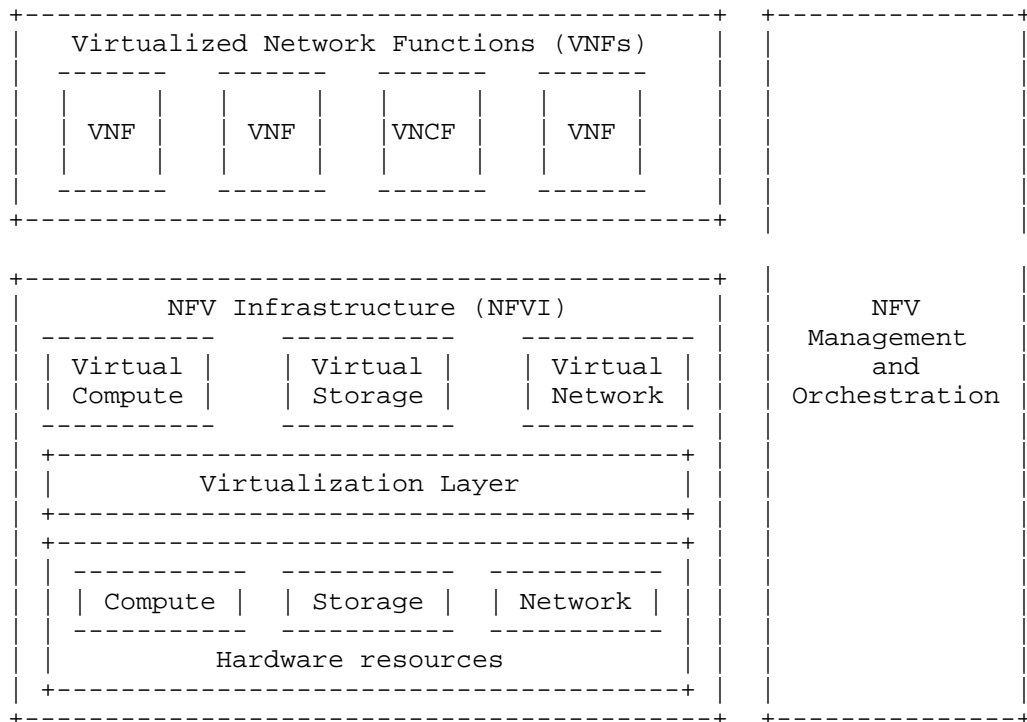 Virtualized Network Functions (VNFs)
VNF VNF VNCF VNF
NFV Infrastructure (NFVI)
Virtual Virtual Virtual
Compute Storage Network
Virtualization Layer
Compute Storage Network
Hardware resources
NFV
Management
and
Orchestration